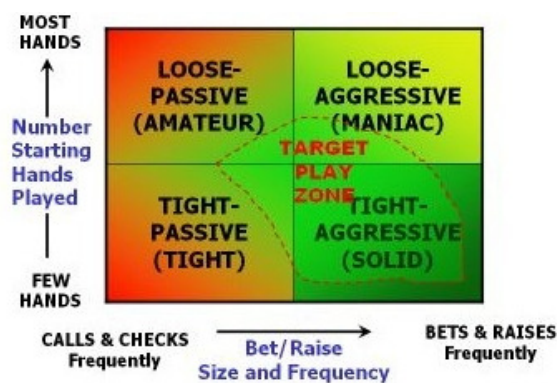 MOST
HANDS
Number
Starting
Hands
Played
FEW
HANDS
LOOSE-
PASSIVE
(AMATEUR)
LOOSE-
AGGRESSIVE
(MANIAC)
TARGET
PLAY
ZONE
TIGHT-
PASSIVE
(TIGHT)
TIGHT-
AGGRESSIVE
(SOLID)
CALLS & CHECKS
Frequently
Bet/Raise
Size and Frequency
BETS & RAISES
Frequently